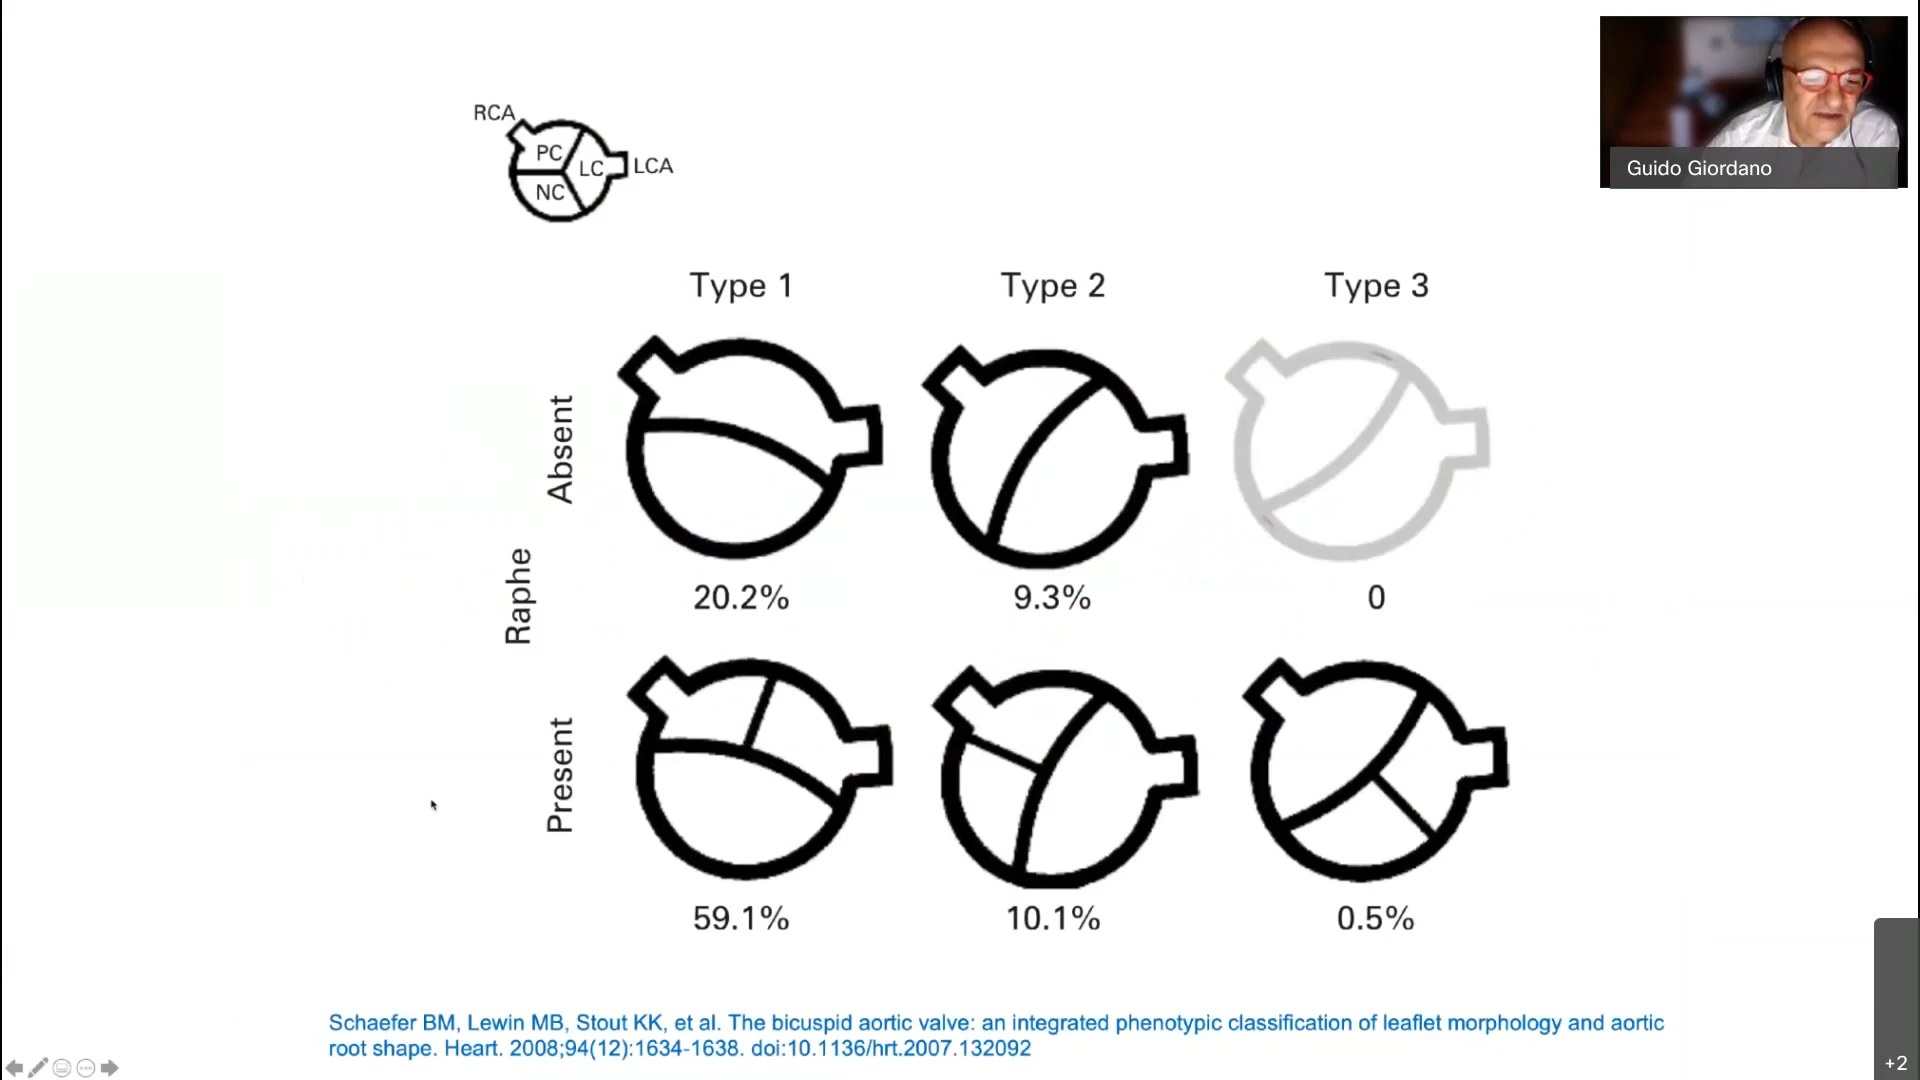 Guido Giordano
RCA
PC
LC
LCA
NC
Type 1
Type 2
Type 3
Raphe
Absent
20.2%
9.3%
0
Present
59.1%
10.1%
0.5%
Schaefer BM, Lewin MB, Stout KK, et al. The bicuspid aortic valve: an integrated phenotypic classification of leaflet morphology and aortic
root shape. Heart. 2008;94(12):1634-1638. doi:10.1136/hrt.2007.132092
+2